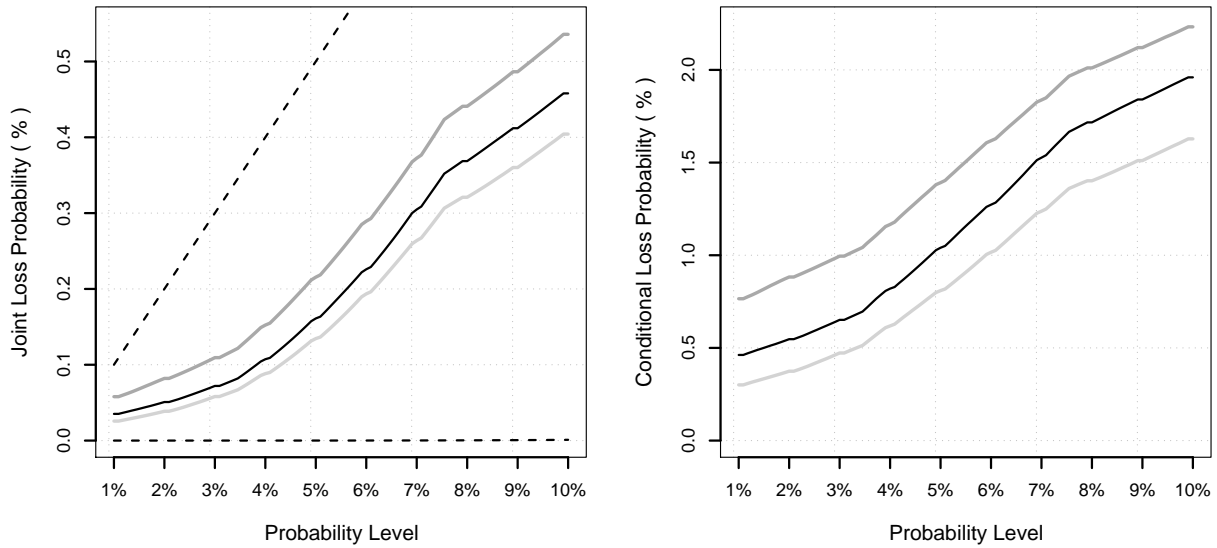 Joint Loss Probability ( % )
0.5
0.4
0.3
0.2
0.1
0.0
1% 2% 3% 4% 5% 6% 7% 8% 9% 10%
Probability Level
Conditional Loss Probability ( % )
2.0
1.5
1.0
0.5
0.0
1% 2% 3% 4% 5% 6% 7% 8% 9% 10%
Probability Level